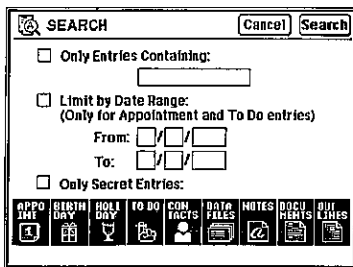 SEARCH Cancel Search
Only Entries Containing:
Limit by Date Range:
(Only for Appointment and To Do entries)
From: / /
To: / /
Only Secret Entries:
APPO BIRTH HOLI TO DO CON DATA NOTES DOCU OUT
INT DAY DAY TACTS FILES MENTS LINES